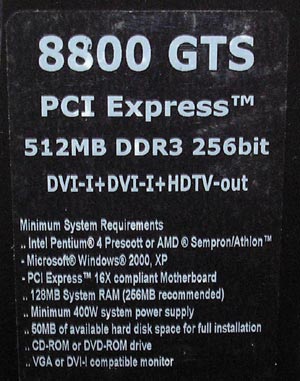 8800 GTS
PCI Express™
512MB DDR3 256bit
DVI-I+DVI-I+HDTV-out
Minimum System Requirements
.. Intel Pentium® 4 Prescott or AMD ® Sempron/Athlon™
- Microsoft® Windows® 2000, XP
- PCI Express™ 16X compliant Motherboard
.. 128MB System RAM (256MB recommended)
.. Minimum 400W system power supply
.. 50MB of available hard disk space for full installation
.. CD-ROM or DVD-ROM drive
.. VGA or DVI-I compatible monitor